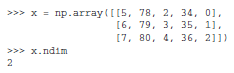 >>> x = np.array([[5, 78, 2, 34, 0],
[6, 79, 3, 35, 1],
[7, 80, 4, 36, 2]])
>>> x.ndim
2